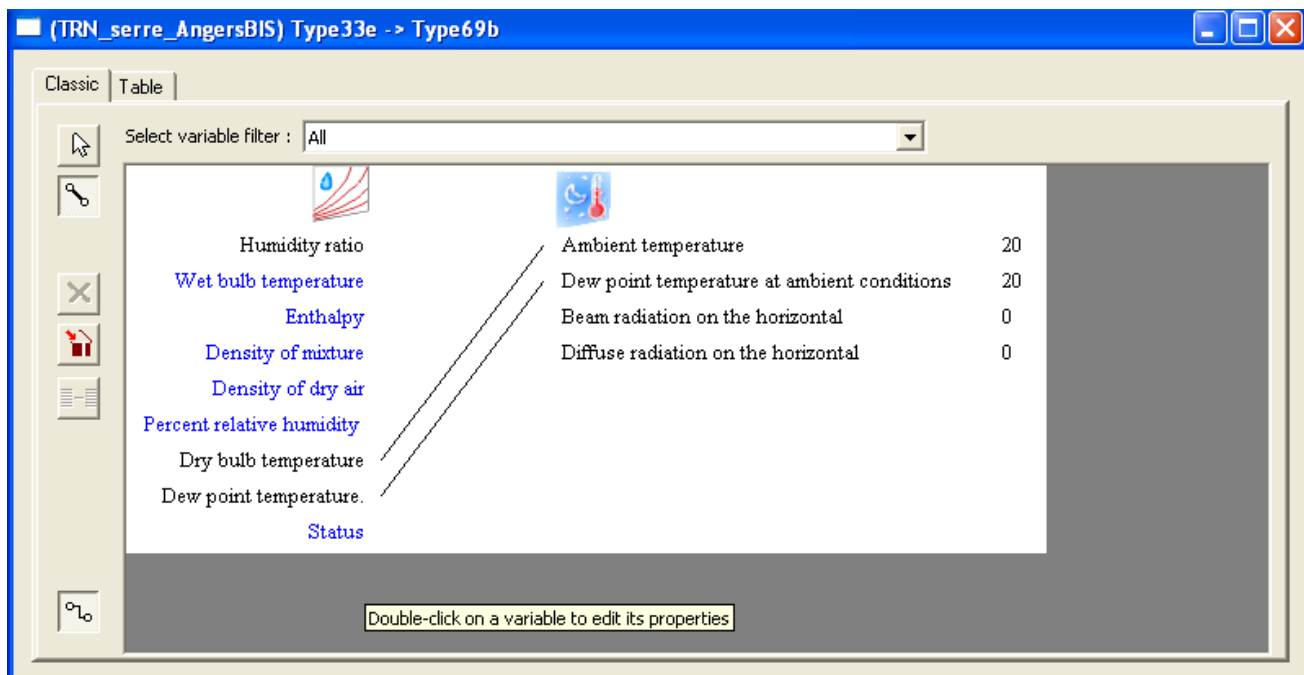 (TRN_serre_AngersBIS) Type33e -> Type69b
Classic Table
Select variable filter : All
Humidity ratio Ambient temperature 20
Wet bulb temperature Dew point temperature at ambient conditions 20
Enthalpy Beam radiation on the horizontal 0
Density of mixture Diffuse radiation on the horizontal 0
Density of dry air
Percent relative humidity
Dry bulb temperature
Dew point temperature.
Status
Double-click on a variable to edit its properties